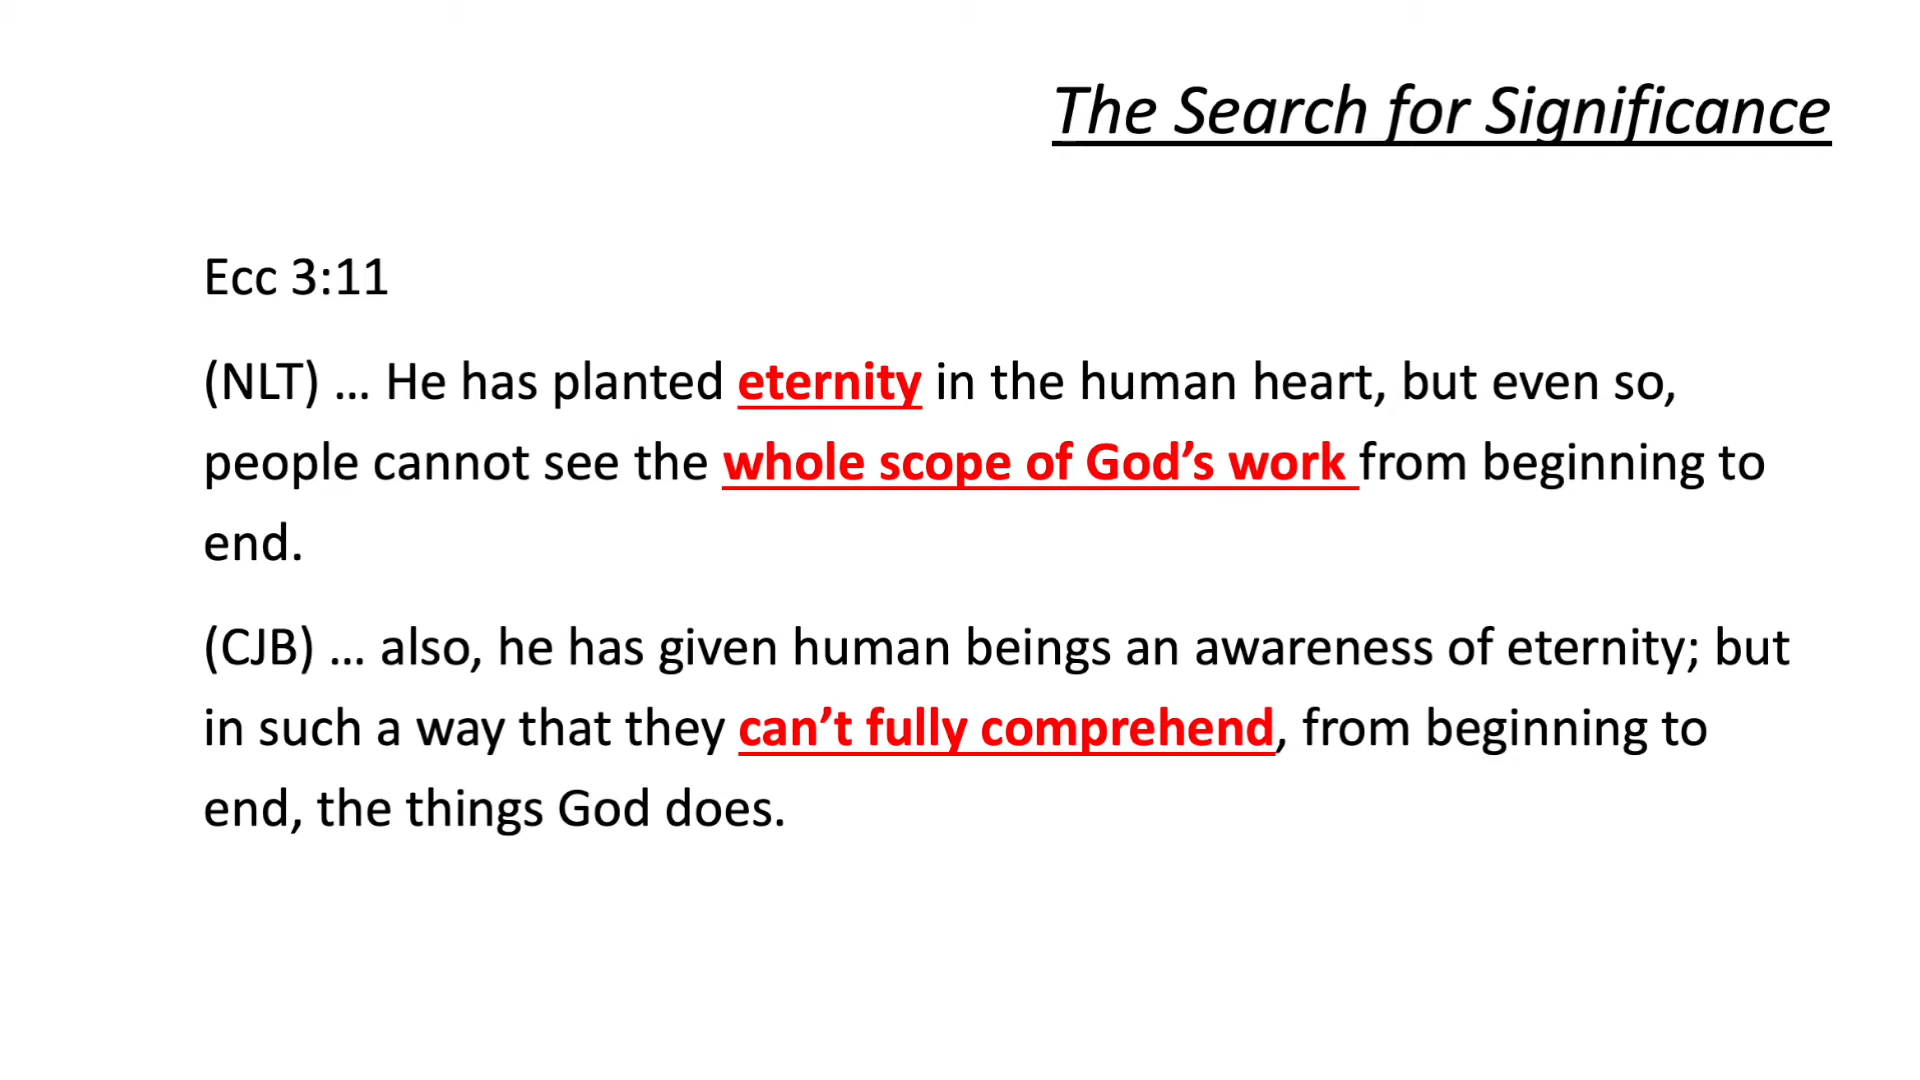 The Search for Significance
Ecc 3:11
(NLT) … He has planted eternity in the human heart, but even so,
people cannot see the whole scope of God’s work from beginning to
end.
(CJB) … also, he has given human beings an awareness of eternity; but
in such a way that they can’t fully comprehend, from beginning to
end, the things God does.